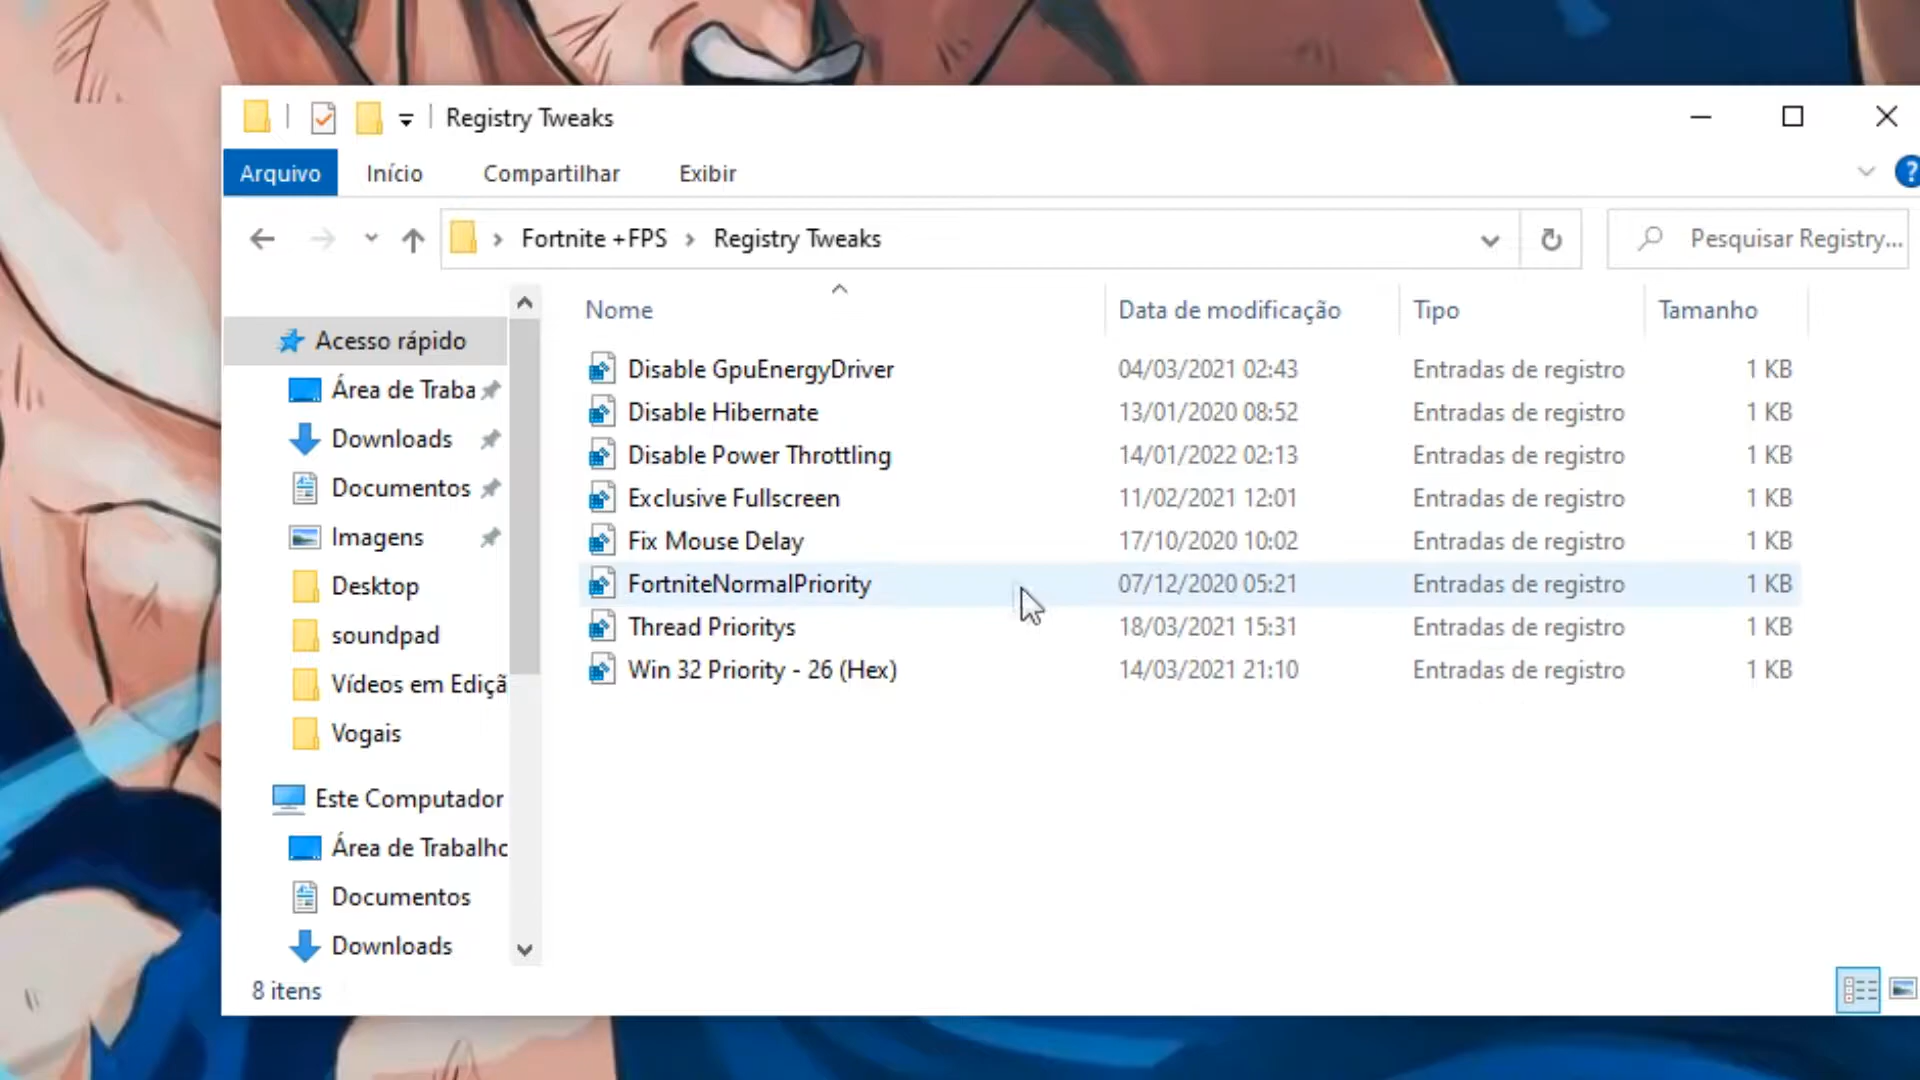 Registry Tweaks
Arquivo Início Compartilhar Exibir
?
Fortnite +FPS Registry Tweaks
Pesquisar Registry...
Nome Data de modificação Tipo Tamanho
Disable GpuEnergyDriver 04/03/2021 02:43 Entradas de registro 1 KB
Disable Hibernate 13/01/2020 08:52 Entradas de registro 1 KB
Disable Power Throttling 14/01/2022 02:13 Entradas de registro 1 KB
Exclusive Fullscreen 11/02/2021 12:01 Entradas de registro 1 KB
Fix Mouse Delay 17/10/2020 10:02 Entradas de registro 1 KB
FortniteNormalPriority 07/12/2020 05:21 Entradas de registro 1 KB
Thread Prioritys 18/03/2021 15:31 Entradas de registro 1 KB
Win 32 Priority - 26 (Hex) 14/03/2021 21:10 Entradas de registro 1 KB
Acesso rápido
Área de Traba
Downloads
Documentos
Imagens
Desktop
soundpad
Vídeos em Ediçã
Vogais
Este Computador
Área de Trabalho
Documentos
Downloads
8 itens